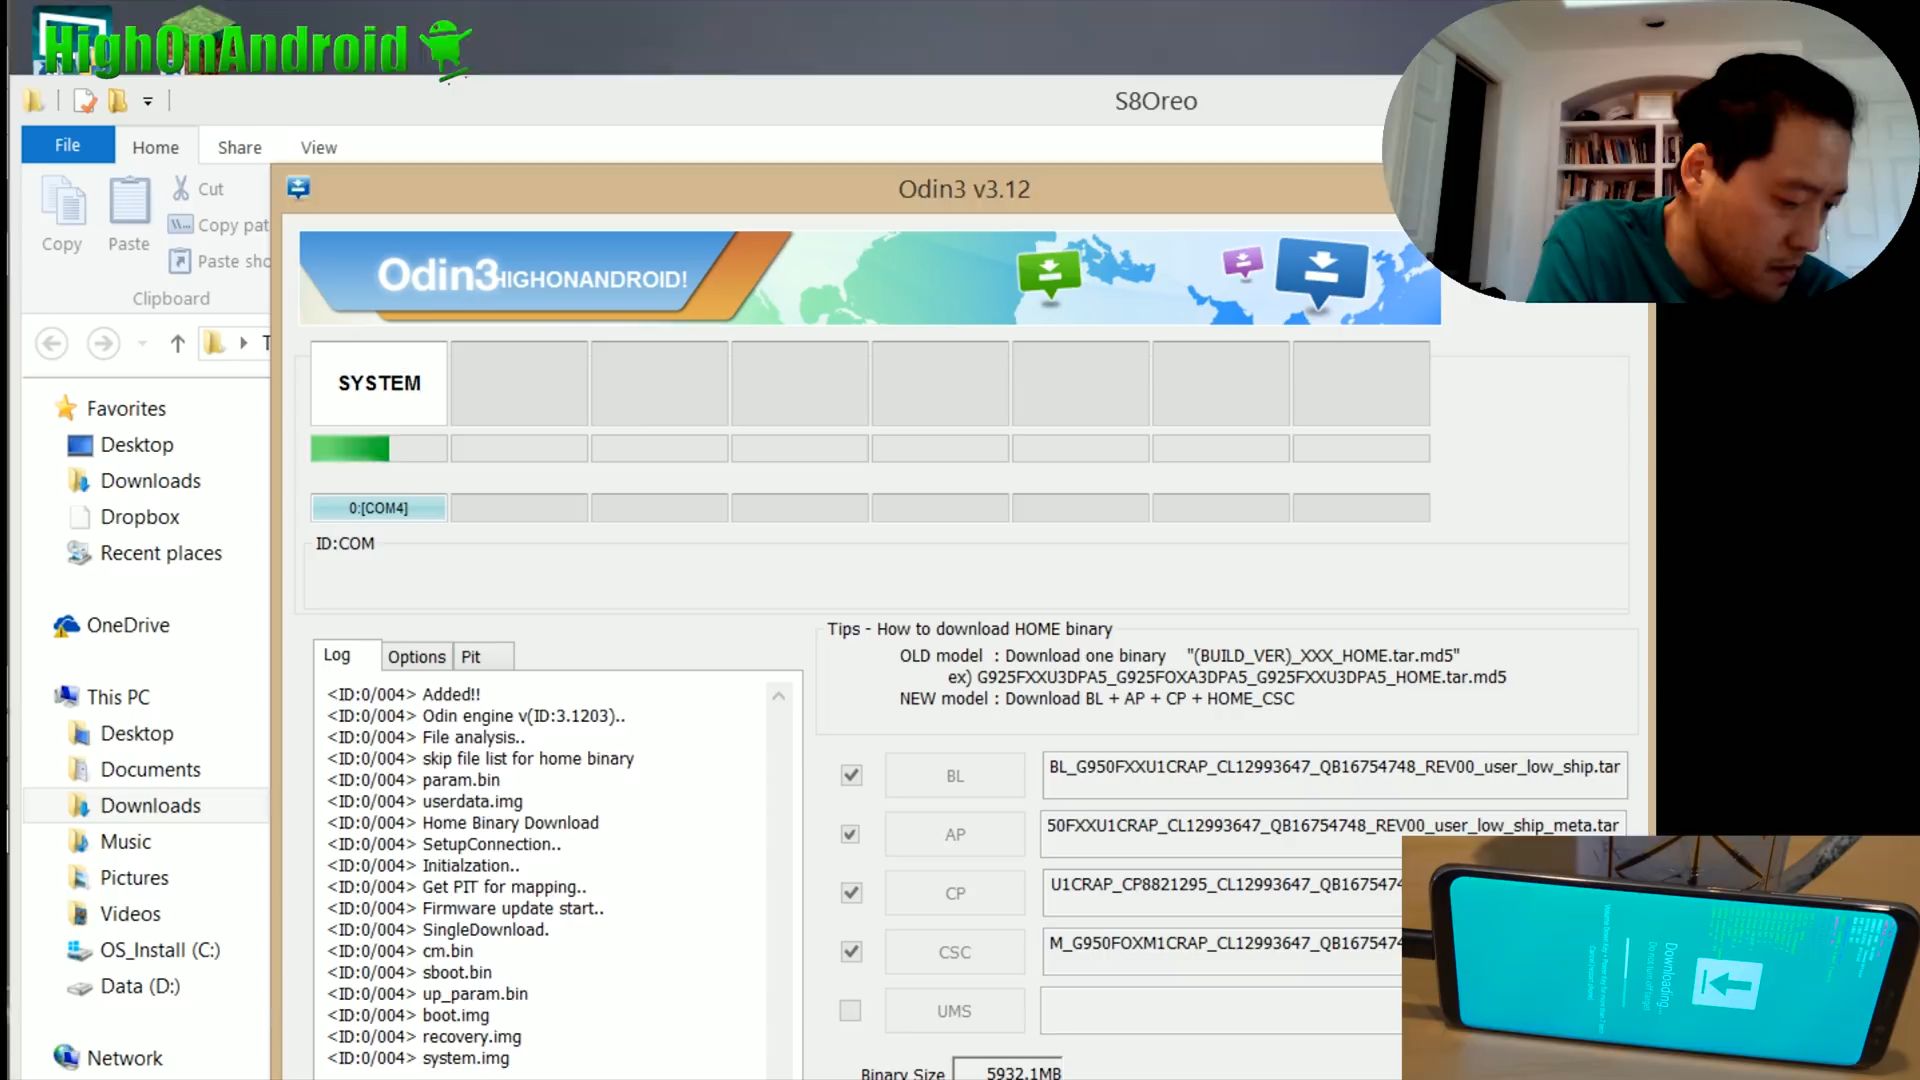 HighOnAndroid
S8Oreo
File
Home
Share
View
Cut
Copy pat
Paste sho
Copy
Paste
Clipboard
T
Favorites
Desktop
Downloads
Dropbox
Recent places
OneDrive
This PC
Desktop
Documents
Downloads
Music
Pictures
Videos
OS_Install (C:)
Data (D:)
Network
Odin3 v3.12
Odin3
HIGHONANDROID!
SYSTEM
0:[COM4]
ID:COM
Log
Options
Pit
<ID:0/004> Added!!
<ID:0/004> Odin engine v(ID:3.1203)..
<ID:0/004> File analysis..
<ID:0/004> skip file list for home binary
<ID:0/004> param.bin
<ID:0/004> userdata.img
<ID:0/004> Home Binary Download
<ID:0/004> SetupConnection..
<ID:0/004> Initialzation..
<ID:0/004> Get PIT for mapping..
<ID:0/004> Firmware update start..
<ID:0/004> SingleDownload.
<ID:0/004> cm.bin
<ID:0/004> sboot.bin
<ID:0/004> up_param.bin
<ID:0/004> boot.img
<ID:0/004> recovery.img
<ID:0/004> system.img
Tips - How to download HOME binary
OLD model : Download one binary "(BUILD_VER)_XXX_HOME.tar.md5"
ex) G925FXXU3DPA5_G925FOXA3DPA5_G925FXXU3DPA5_HOME.tar.md5
NEW model : Download BL + AP + CP + HOME_CSC
BL
BL_G950FXXU1CRAP_CL12993647_QB16754748_REV00_user_low_ship.tar
AP
50FXXU1CRAP_CL12993647_QB16754748_REV00_user_low_ship_meta.tar
CP
U1CRAP_CP8821295_CL12993647_QB1675474
CSC
M_G950FOXM1CRAP_CL12993647_QB1675474
UMS
Binary Size
5932.1MB
Downloading...
Do not turn off target